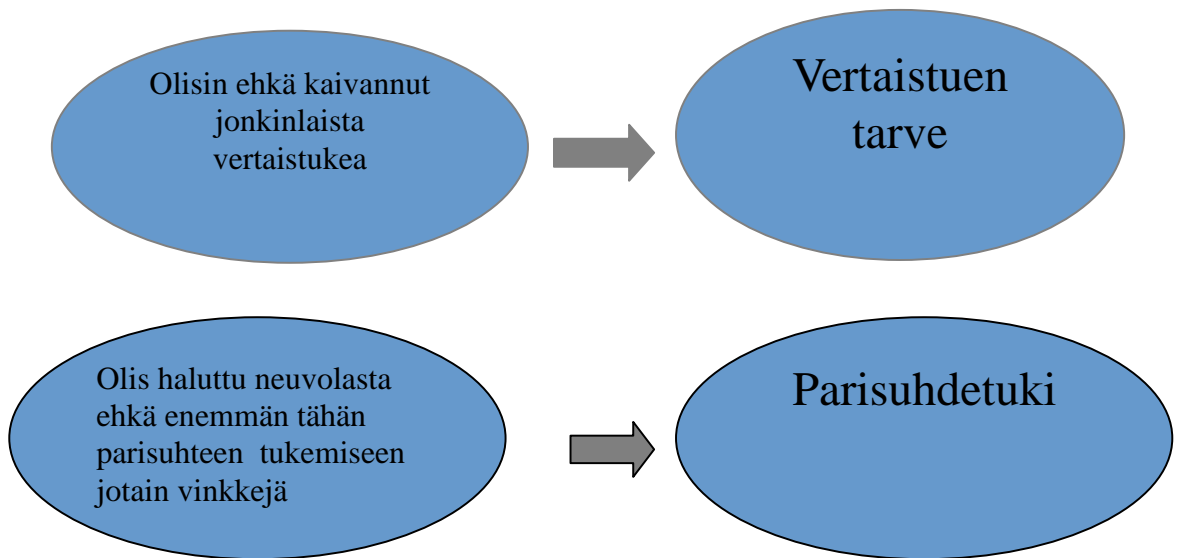 Olisin ehkä kaivannut
jonkinlaista
vertaistukea
Vertaistuen
tarve
Olis haluttu neuvolasta
ehkä enemmän tähän
parisuhteen  tukemiseen
jotain vinkkejä
Parisuhdetuki